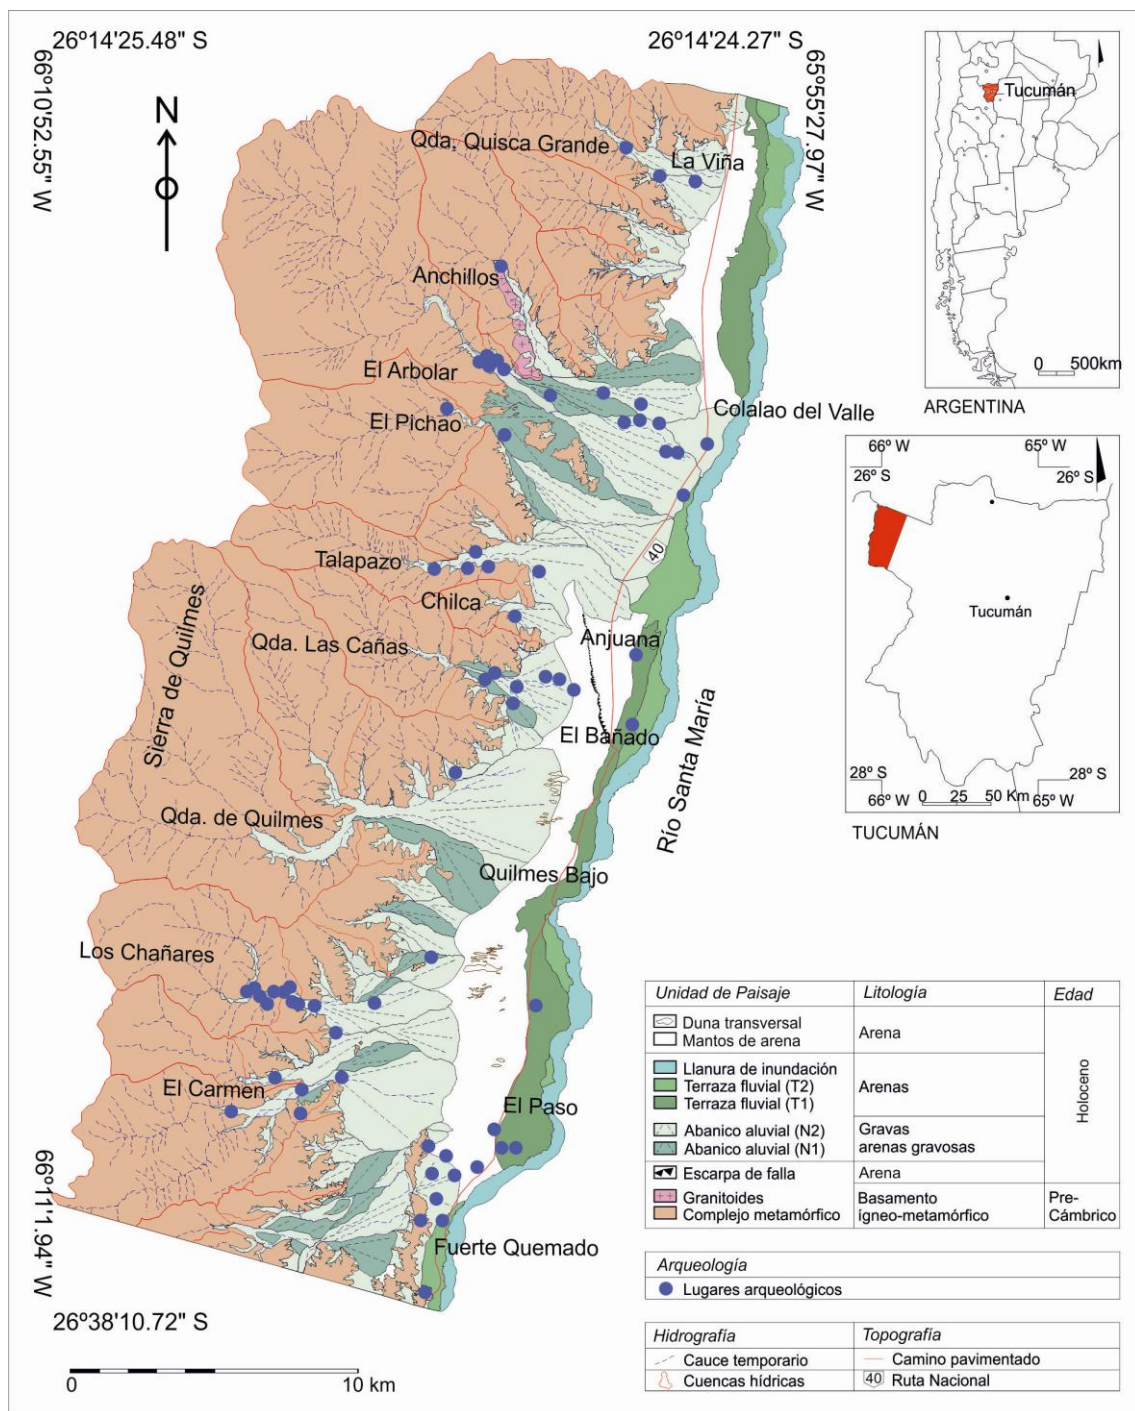 26º14'25.48" S
26º14'24.27" S
66º10'52.55" W
65º55'27.97" W
N
Qda. Quisca Grande
La Viña
Anchillos
El Arbolar
El Pichao
Colalao del Valle
40
Talapazo
Chilca
Anjuana
Qda. Las Cañas
Sierra de Quilmes
El Bañado
Río Santa María
Qda. de Quilmes
Quilmes Bajo
Los Chañares
El Carmen
El Paso
Fuerte Quemado
66º11'1.94" W
26º38'10.72" S
0 10 km
Tucumán
0 500km
ARGENTINA
66º W 65º W
26º S 26º S
Tucumán
28º S 28º S
66º W 0 25 50 Km 65º W
TUCUMÁN
Unidad de Paisaje Litología Edad
Duna transversal
Mantos de arena
Arena
Llanura de inundación
Terraza fluvial (T2)
Terraza fluvial (T1)
Arenas
Holoceno
Abanico aluvial (N2)
Abanico aluvial (N1)
Gravas
arenas gravosas
Escarpa de falla Arena
Granitoides
Complejo metamórfico
Basamento
ígneo-metamórfico
Pre-
Cámbrico
Arqueología
Lugares arqueológicos
Hidrografía Topografía
Cauce temporario Camino pavimentado
Cuencas hídricas 40 Ruta Nacional